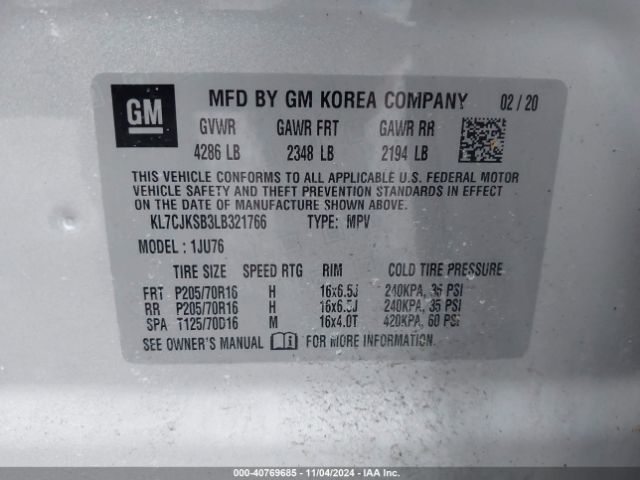 GM
MFD BY GM KOREA COMPANY 02 / 20
GVWR GAWR FRT GAWR RR
4286 LB 2348 LB 2194 LB
THIS VEHICLE CONFORMS TO ALL APPLICABLE U.S. FEDERAL MOTOR
VEHICLE SAFETY AND THEFT PREVENTION STANDARDS IN EFFECT
ON THE DATE OF MANUFACTURE SHOWN ABOVE.
KL7CJKSB3LB321766 TYPE: MPV
MODEL : 1JU76
TIRE SIZE SPEED RTG RIM COLD TIRE PRESSURE
FRT P205/70R16 H 16x6.5J 240KPA, 35 PSI
RR P205/70R16 H 16x6.5J 240KPA, 35 PSI
SPA T125/70D16 M 16x4.0T 420KPA, 60 PSI
SEE OWNER'S MANUAL FOR MORE INFORMATION.
000-40769685 - 11/04/2024 - IAA Inc.